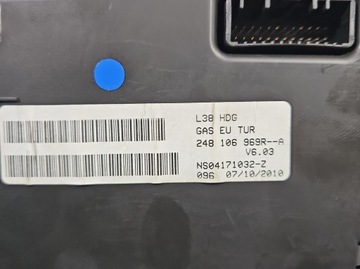 L38 HDG
GAS EU TUR
248 106 969R--A
V6.03
NS04171032-Z
096 07/10/2010